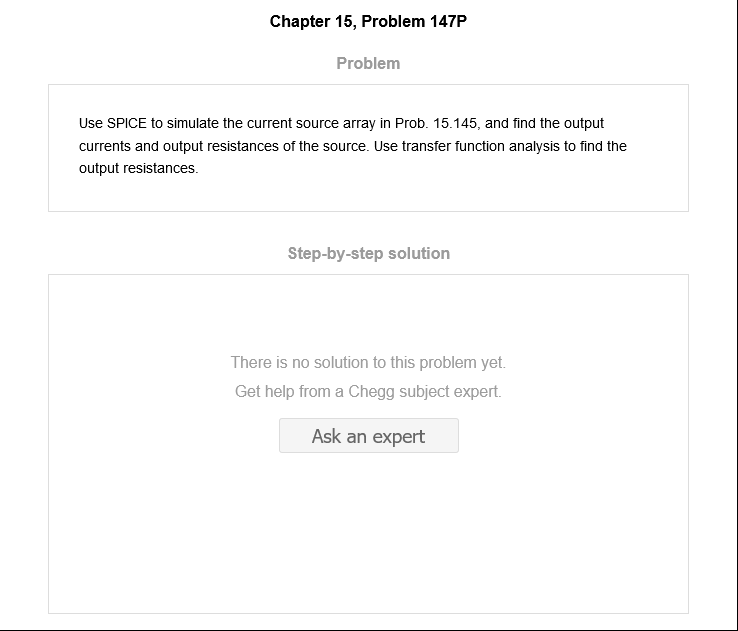 Chapter 15, Problem 147P
Problem
Use SPICE to simulate the current source array in Prob. 15.145, and find the output
currents and output resistances of the source. Use transfer function analysis to find the
output resistances.
Step-by-step solution
There is no solution to this problem yet.
Get help from a Chegg subject expert.
Ask an expert